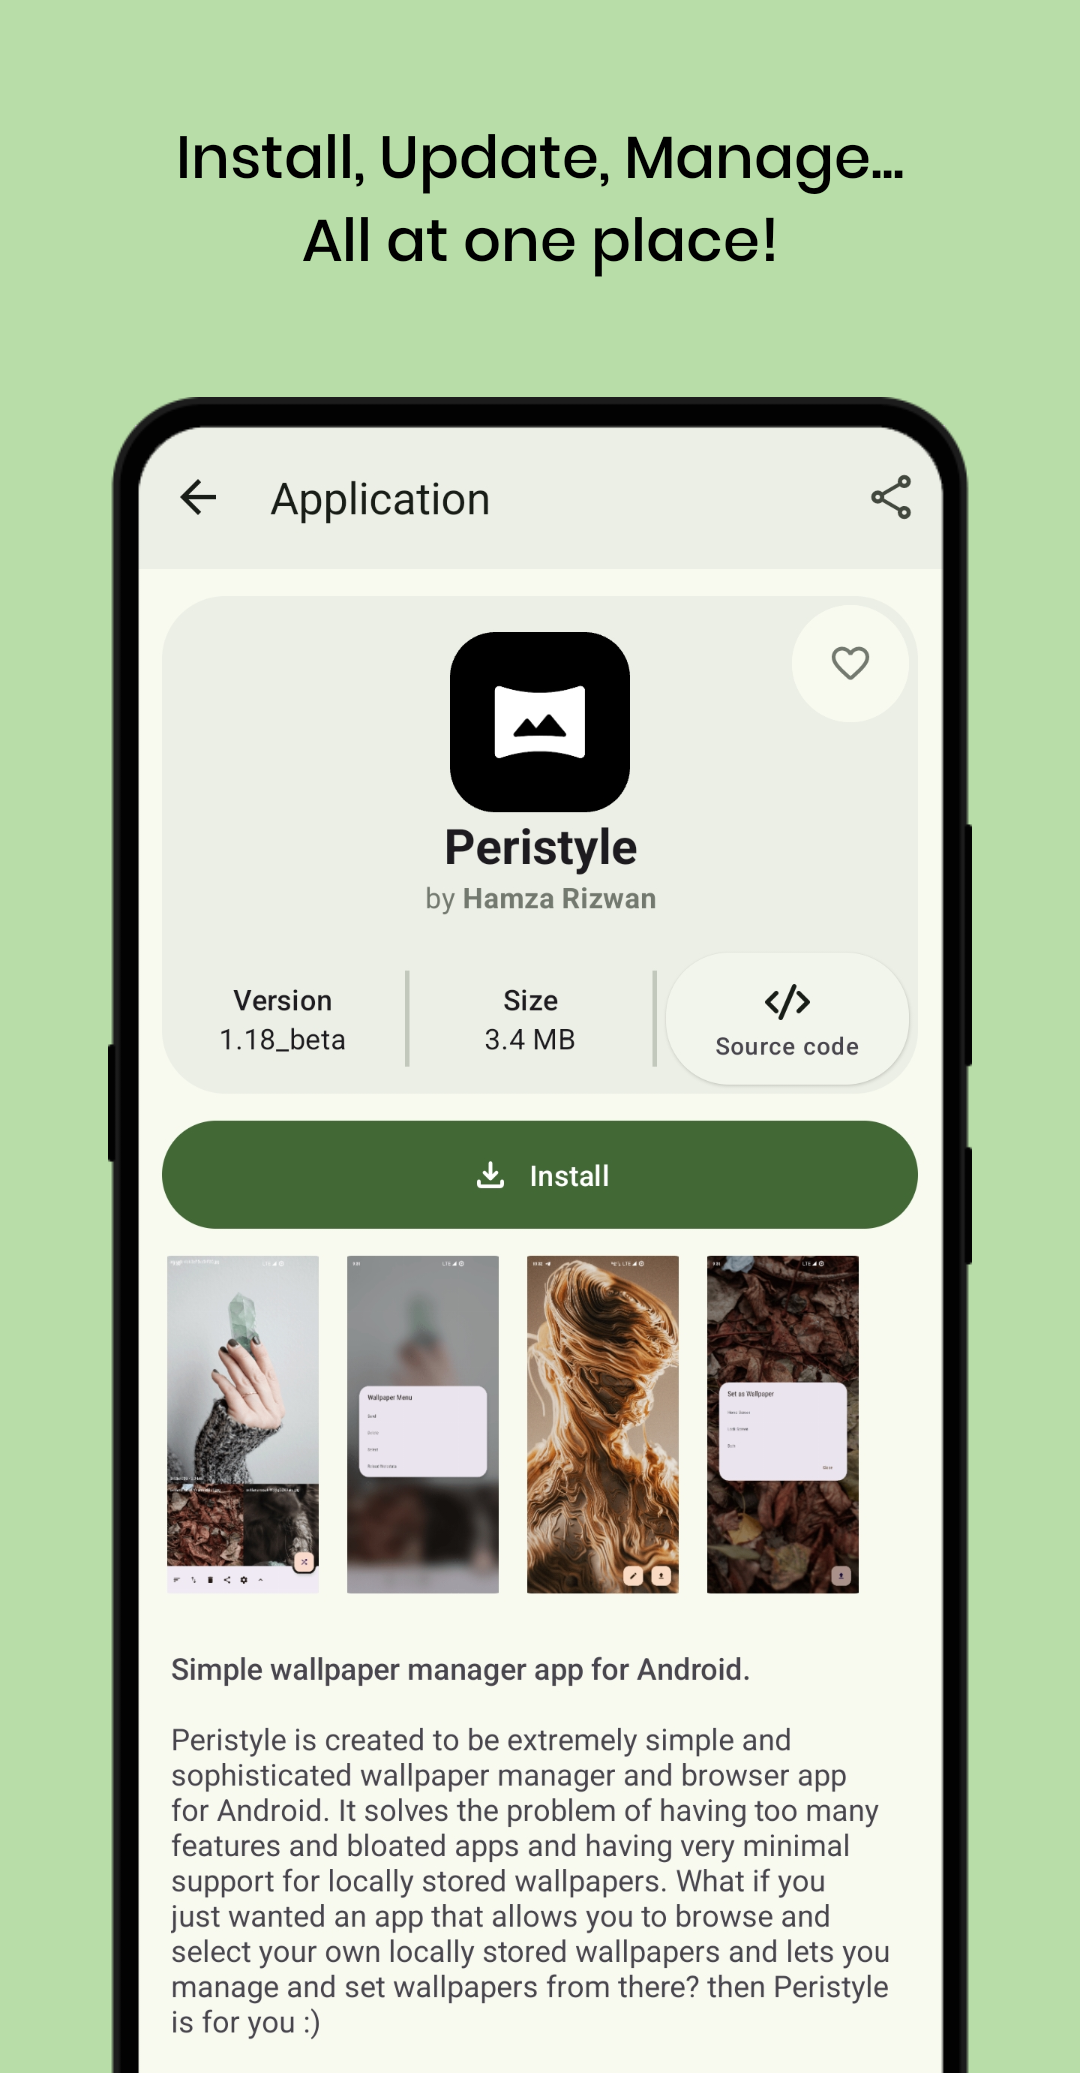 Install, Update, Manage...
All at one place!
Application
Peristyle
by Hamza Rizwan
Version
1.18_beta
Size
3.4 MB
Source code
Install
Wallpaper Menu
Set as Wallpaper
Simple wallpaper manager app for Android.
Peristyle is created to be extremely simple and
sophisticated wallpaper manager and browser app
for Android. It solves the problem of having too many
features and bloated apps and having very minimal
support for locally stored wallpapers. What if you
just wanted an app that allows you to browse and
select your own locally stored wallpapers and lets you
manage and set wallpapers from there? then Peristyle
is for you :)